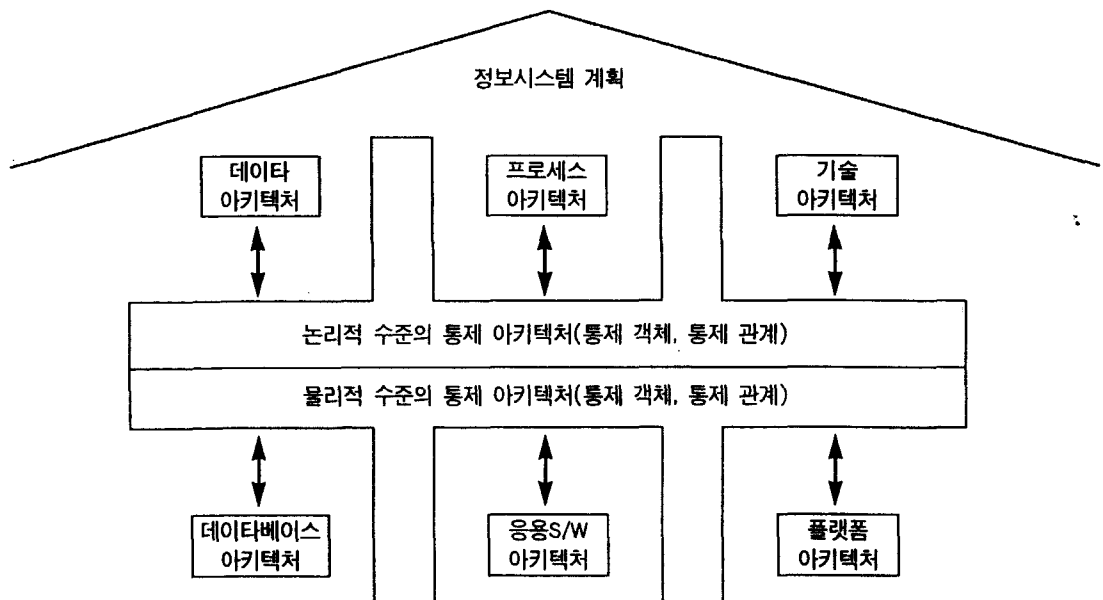 정보시스템 계획
데이타
아키텍처
프로세스
아키텍처
기술
아키텍처
논리적 수준의 통제 아키텍처(통제 객체, 통제 관계)
물리적 수준의 통제 아키텍처(통제 객체, 통제 관계)
데이타베이스
아키텍처
응용S/W
아키텍처
플랫폼
아키텍처